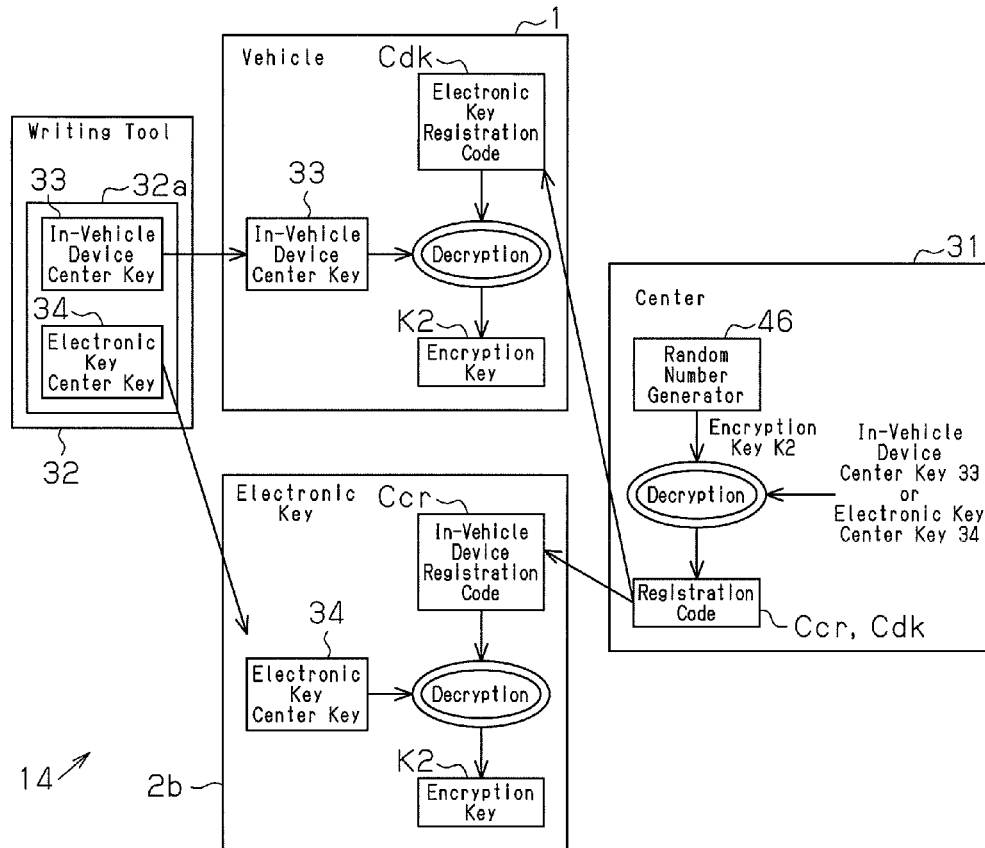 1
Vehicle
Cdk
Electronic
Key
Registration
Code
Writing Tool
33
32a
In-Vehicle
Device
Center Key
33
In-Vehicle
Device
Center Key
Decryption
34
Electronic
Key
Center Key
K2
Encryption
Key
32
31
Center
46
Random
Number
Generator
Encryption
Key K2
In-Vehicle
Device
Center Key 33
or
Electronic Key
Center Key 34
Decryption
Registration
Code
Ccr, Cdk
Electronic
Key
Ccr
In-Vehicle
Device
Registration
Code
34
Electronic
Key
Center Key
Decryption
K2
Encryption
Key
14
2b